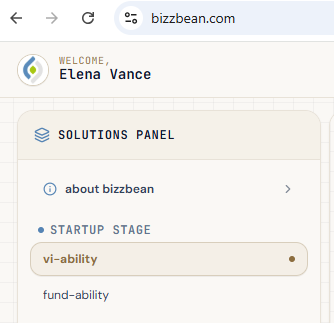 bizzbean.com
WELCOME,
Elena Vance
SOLUTIONS PANEL
about bizzbean
STARTUP STAGE
vi-ability
fund-ability